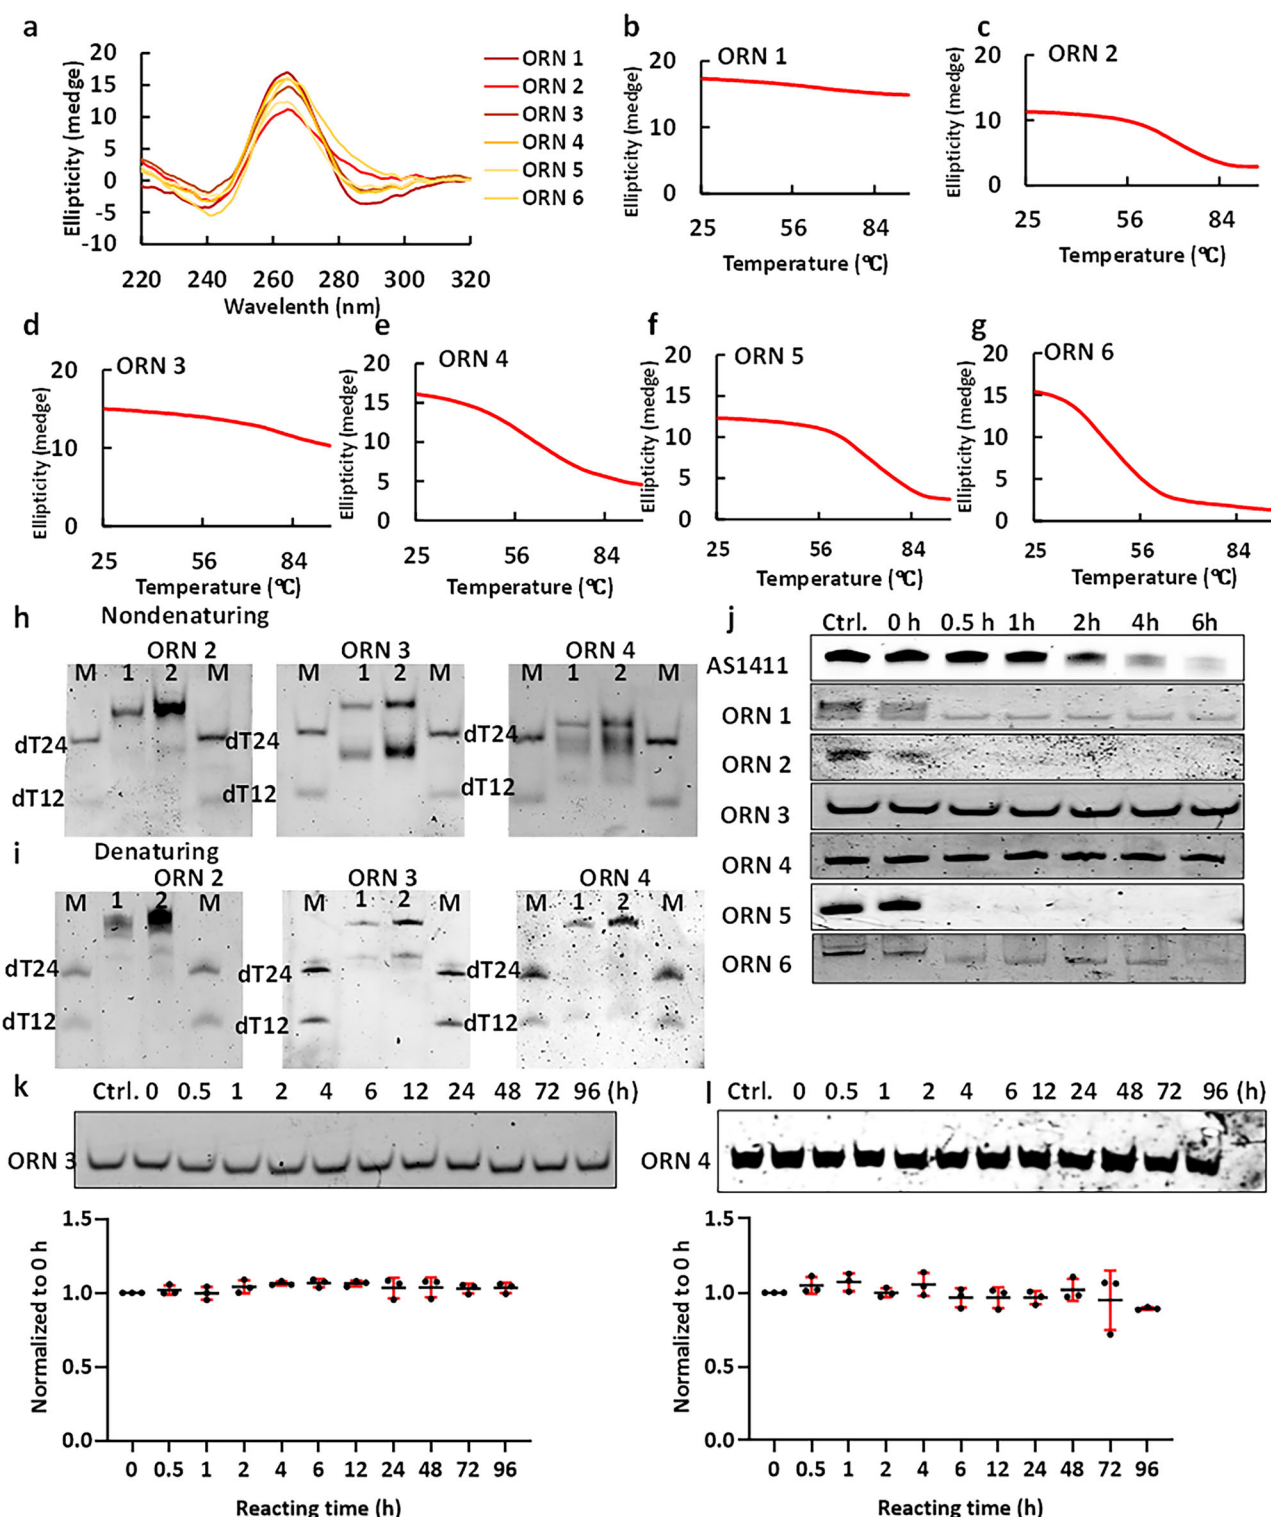 a
Ellipticity (medge)
20
15
10
5
0
-5
-10
220 240 260 280 300 320
Wavelenth (nm)
ORN 1
ORN 2
ORN 3
ORN 4
ORN 5
ORN 6
b
ORN 1
Ellipticity (medge)
20
10
0
25 56 84
Temperature (℃)
c
ORN 2
Ellipticity (medge)
20
10
0
25 56 84
Temperature (℃)
d
ORN 3
Ellipticity (medge)
20
10
0
25 56 84
Temperature (℃)
e
ORN 4
Ellipticity (medge)
20
15
10
5
0
25 56 84
Temperature (℃)
f
ORN 5
Ellipticity (medge)
20
15
10
5
0
25 56 84
Temperature (℃)
g
ORN 6
Ellipticity (medge)
20
15
10
5
0
25 56 84
Temperature (℃)
h
Nondenaturing
ORN 2 ORN 3 ORN 4
M 1 2 M 1 2 M M 1 2 M
dT24 dT24 dT24
dT12 dT12 dT12
i
Denaturing
ORN 2 ORN 3 ORN 4
M 1 2 M M 1 2 M M 1 2 M
dT24 dT24 dT24
dT12 dT12 dT12
j
Ctrl. 0 h 0.5 h 1h 2h 4h 6h
AS1411
ORN 1
ORN 2
ORN 3
ORN 4
ORN 5
ORN 6
k
Ctrl. 0 0.5 1 2 4 6 12 24 48 72 96 (h)
ORN 3
Normalized to 0 h
1.5
1.0
0.5
0.0
0 0.5 1 2 4 6 12 24 48 72 96
Reacting time (h)
l
Ctrl. 0 0.5 1 2 4 6 12 24 48 72 96 (h)
ORN 4
Normalized to 0 h
1.5
1.0
0.5
0.0
0 0.5 1 2 4 6 12 24 48 72 96
Reacting time (h)